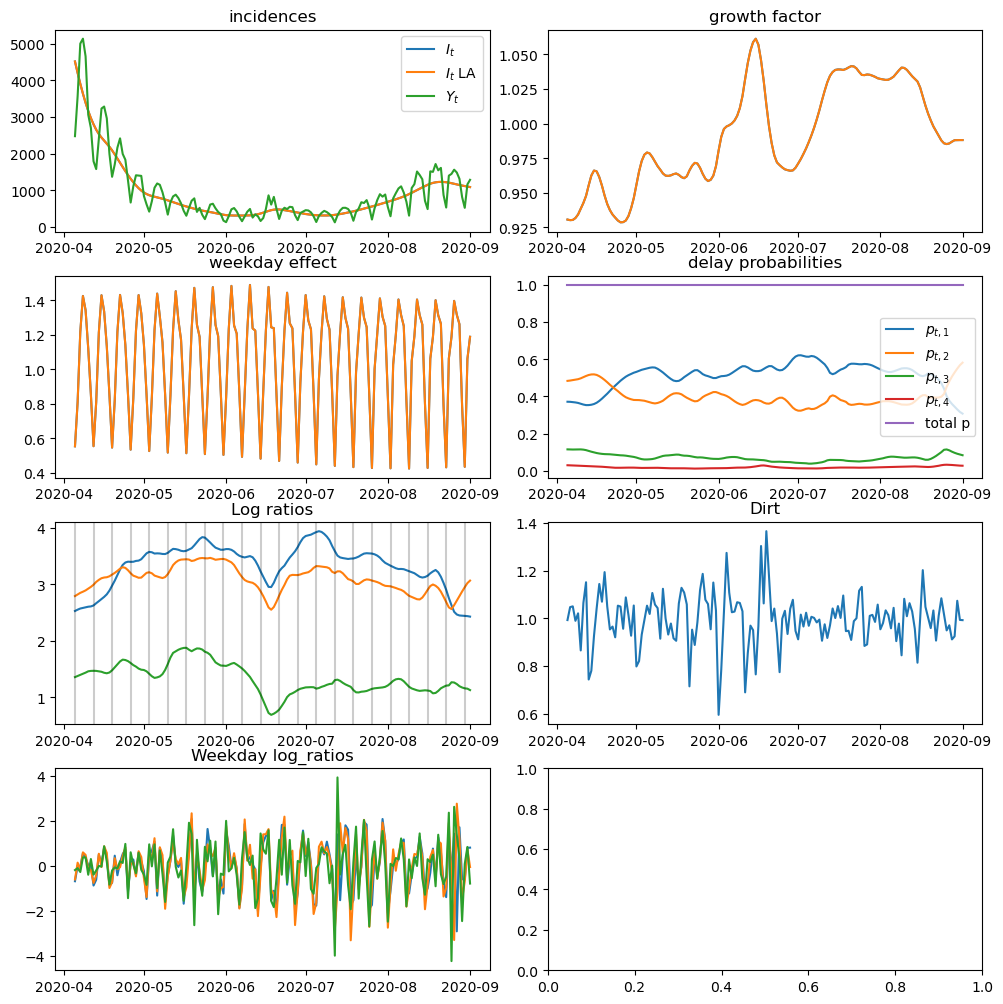 incidences
5000
4000
3000
2000
1000
0
I_t
I_t LA
Y_t
2020-04 2020-05 2020-06 2020-07 2020-08 2020-09
growth factor
1.050
1.025
1.000
0.975
0.950
0.925
2020-04 2020-05 2020-06 2020-07 2020-08 2020-09
weekday effect
1.4
1.2
1.0
0.8
0.6
0.4
2020-04 2020-05 2020-06 2020-07 2020-08 2020-09
delay probabilities
1.0
0.8
0.6
0.4
0.2
0.0
p_{t,1}
p_{t,2}
p_{t,3}
p_{t,4}
total p
2020-04 2020-05 2020-06 2020-07 2020-08 2020-09
Log ratios
4
3
2
1
2020-04 2020-05 2020-06 2020-07 2020-08 2020-09
Dirt
1.4
1.2
1.0
0.8
0.6
2020-04 2020-05 2020-06 2020-07 2020-08 2020-09
Weekday log_ratios
4
2
0
−2
−4
2020-04 2020-05 2020-06 2020-07 2020-08 2020-09
1.0
0.8
0.6
0.4
0.2
0.0
0.0 0.2 0.4 0.6 0.8 1.0